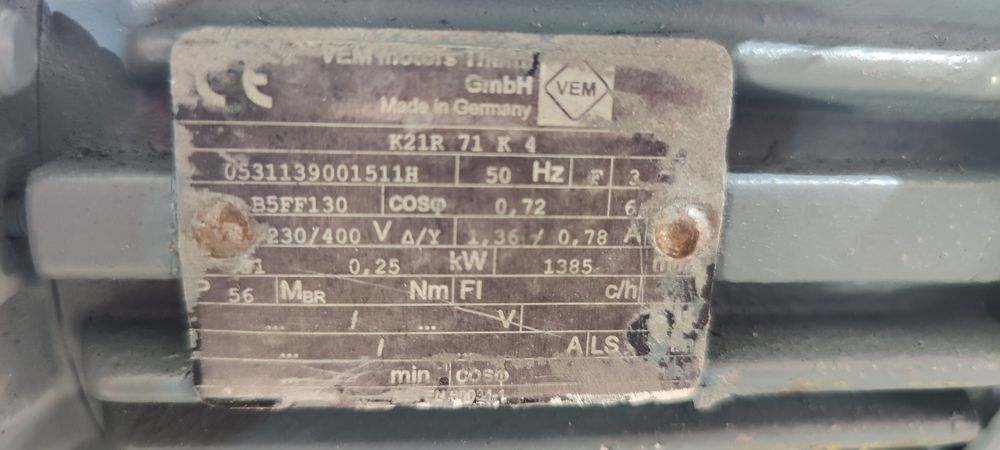 CE VEM motors
GmbH VEM
Made in Germany
K21R 71 K 4
0531139001511H 50 Hz F 3
B5FF130 cosφ 0,72
230/400 V Δ/Y 1,36 / 0,78 A
0,25 kW 1385
P 56 MBR Nm FI c/h
... / ... V
... / ... A LS
... min cosφ